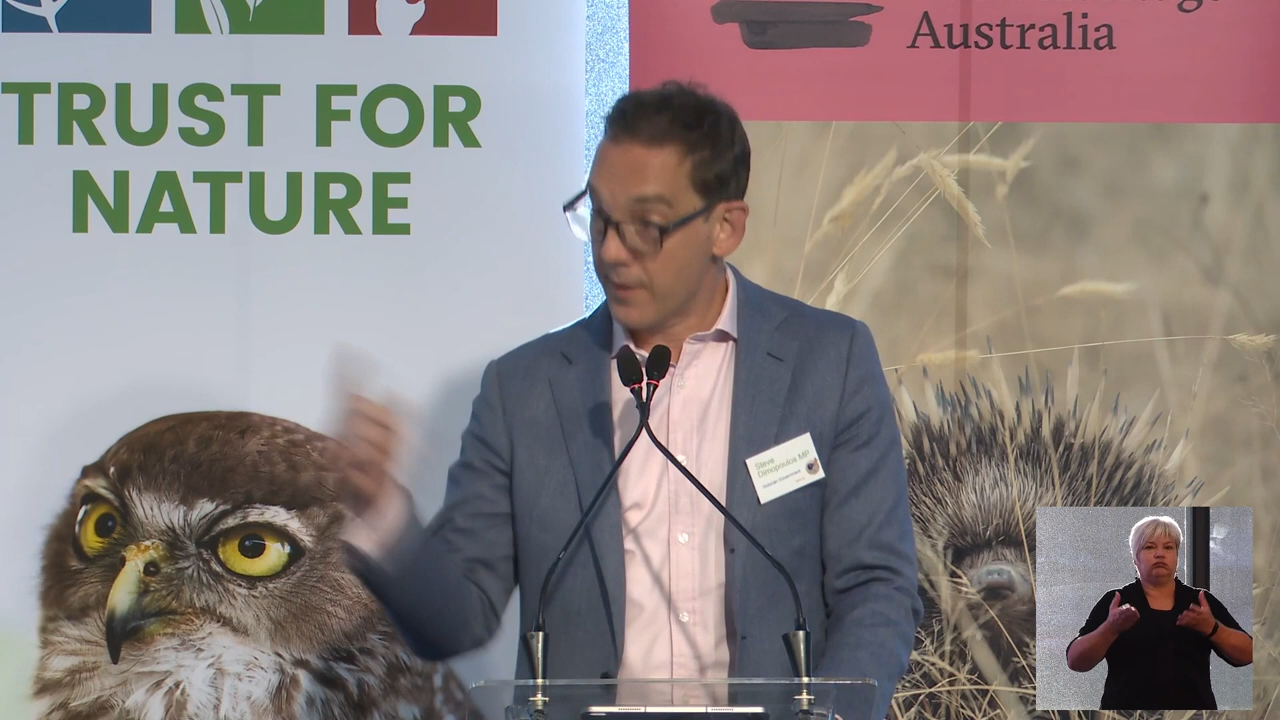 TRUST FOR
NATURE
Australia
Steve
Dimopoulos MP